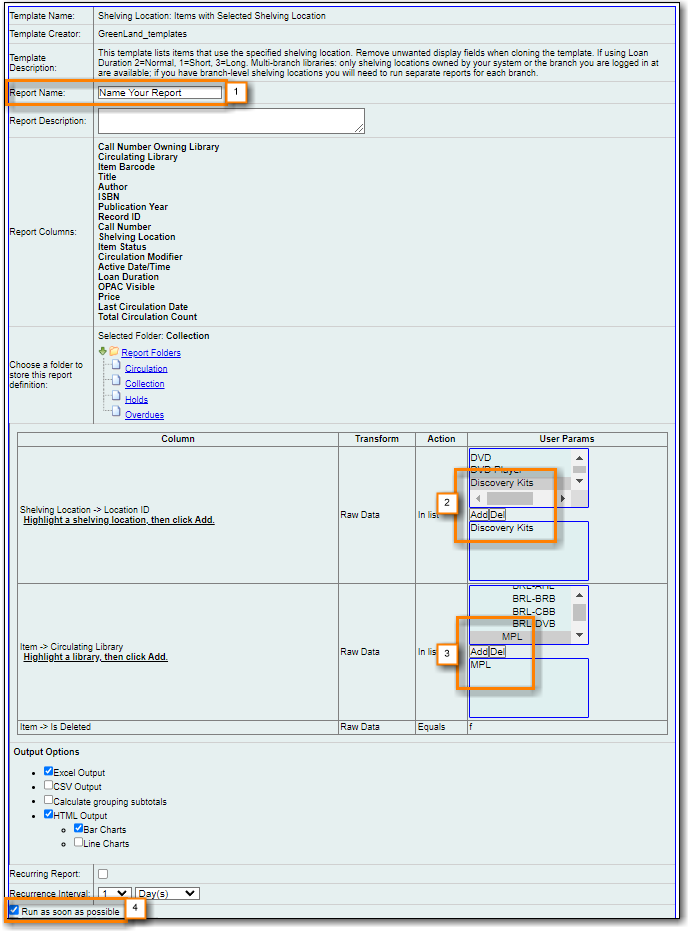 Template Name: Shelving Location: Items with Selected Shelving Location
Template Creator: GreenLand_templates
Template Description: This template lists items that use the specified shelving location. Remove unwanted display fields when cloning the template. If using Loan
Duration 2=Normal, 1=Short, 3=Long. Multi-branch libraries: only shelving locations owned by your system or the branch you are logged in at
are available; if you have branch-level shelving locations you will need to run separate reports for each branch.
Report Name: Name Your Report 1
Report Description:
Report Columns:
Call Number Owning Library
Circulating Library
Item Barcode
Title
Author
ISBN
Publication Year
Record ID
Call Number
Shelving Location
Item Status
Circulation Modifier
Active Date/Time
Loan Duration
OPAC Visible
Price
Last Circulation Date
Total Circulation Count
Choose a folder to
store this report
definition:
Selected Folder: Collection
Report Folders
Circulation
Collection
Holds
Overdues
Column Transform Action User Params
DVD
DVD Player
Discovery Kits
2
Shelving Location -> Location ID
Highlight a shelving location, then click Add.
Raw Data In list Add Del
Discovery Kits
BRL-AHL
BRL-BRB
BRL-CBB
BRL-DVB
MPL
3
Item -> Circulating Library
Highlight a library, then click Add.
Raw Data In list Add Del
MPL
Item -> Is Deleted Raw Data Equals f
Output Options
Excel Output
CSV Output
Calculate grouping subtotals
HTML Output
Bar Charts
Line Charts
Recurring Report:
Recurrence Interval: 1 Day(s)
Run as soon as possible 4